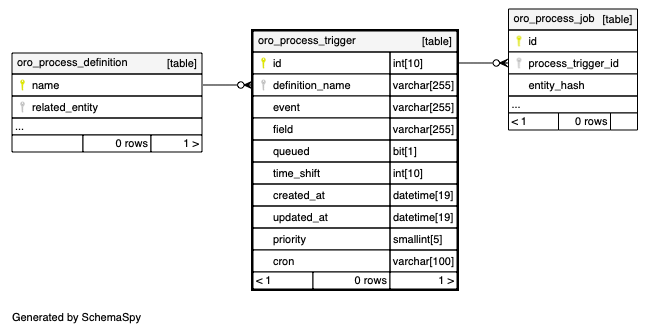 oro_process_definition [table]
name
related_entity
...
0 rows 1 >
oro_process_trigger [table]
id int[10]
definition_name varchar[255]
event varchar[255]
field varchar[255]
queued bit[1]
time_shift int[10]
created_at datetime[19]
updated_at datetime[19]
priority smallint[5]
cron varchar[100]
< 1 0 rows 1 >
oro_process_job [table]
id
process_trigger_id
entity_hash
...
< 1 0 rows
Generated by SchemaSpy